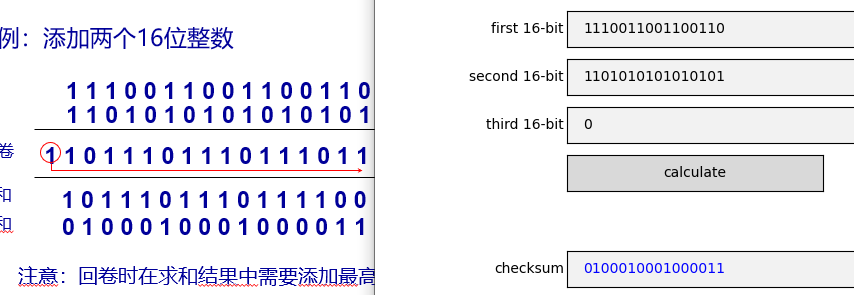 例：添加两个16位整数
1 1 1 0 0 1 1 0 0 1 1 0 0 1 1 0
1 1 0 1 0 1 0 1 0 1 0 1 0 1 0 1
卷 1 1 0 1 1 1 0 1 1 1 0 1 1 1 0 1 1
和 1 0 1 1 1 0 1 1 1 0 1 1 1 1 0 0
和 0 1 0 0 0 1 0 0 0 1 0 0 0 0 1 1
注意：回卷时在求和结果中需要添加最高
first 16-bit 1110011001100110
second 16-bit 1101010101010101
third 16-bit 0
calculate
checksum 0100010001000011